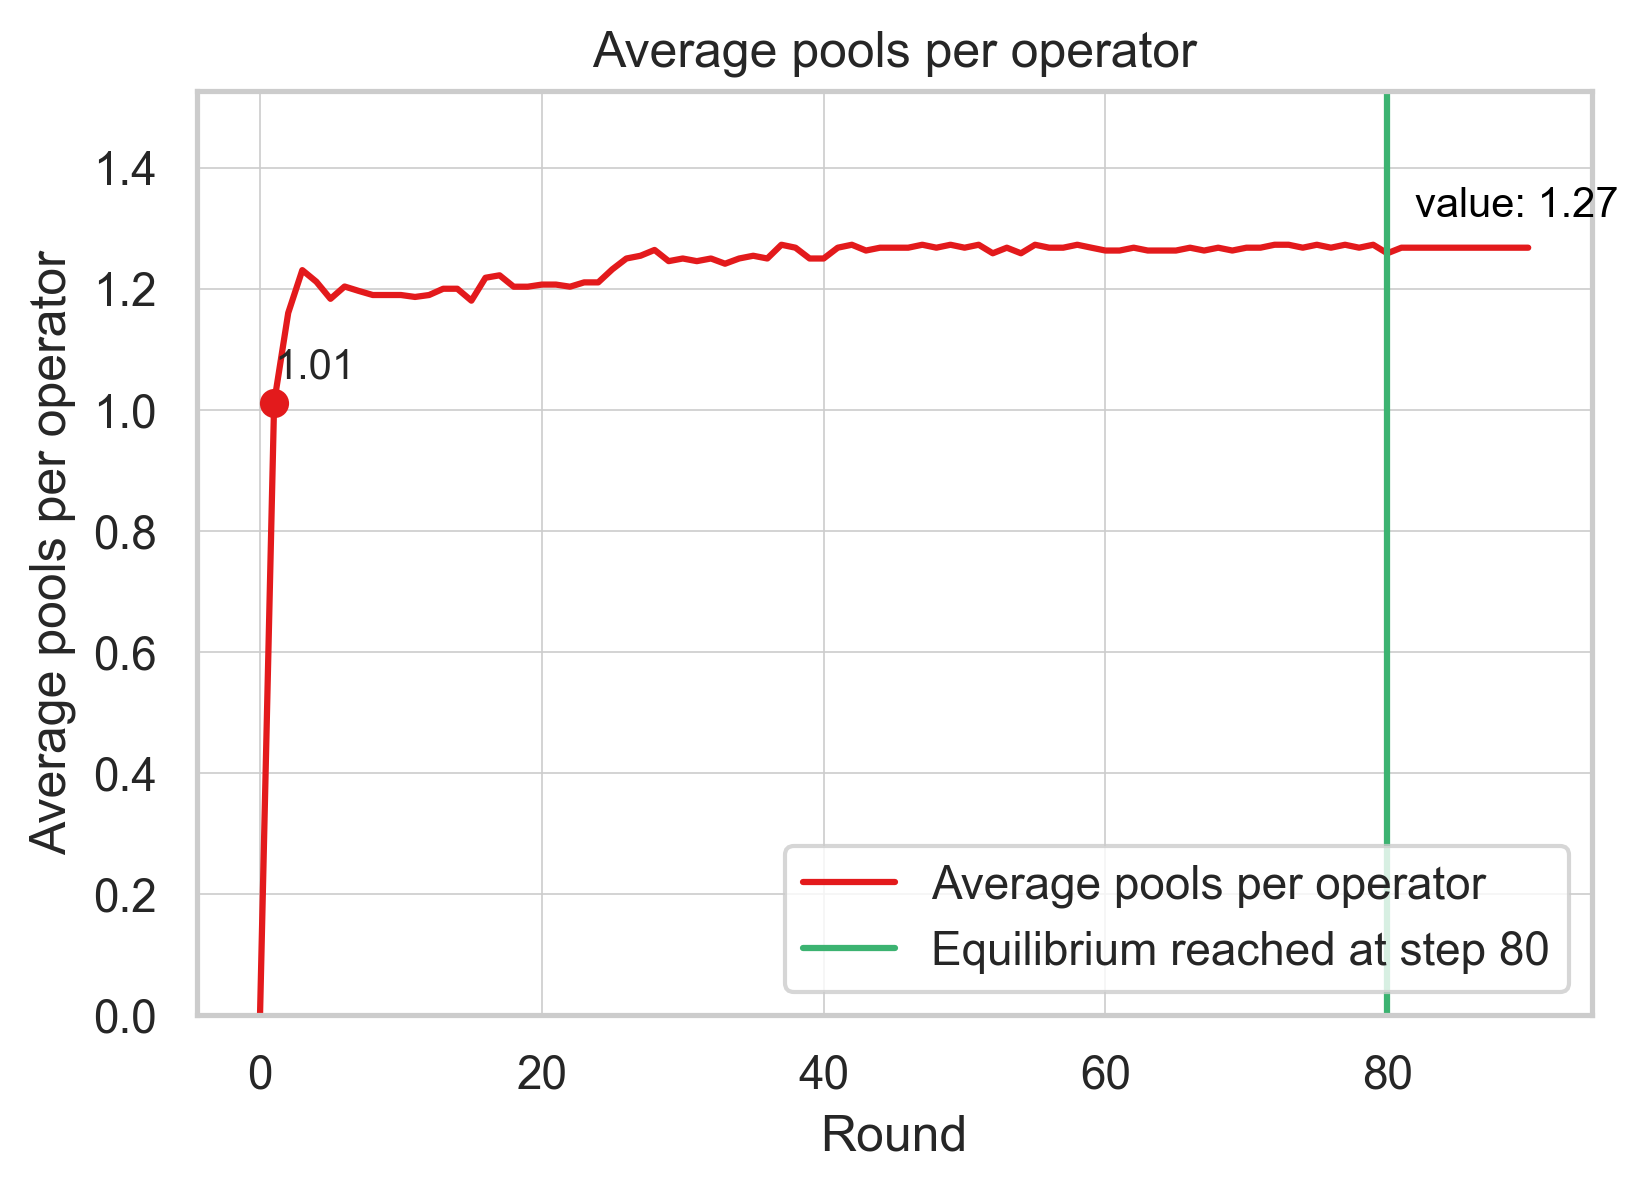 Average pools per operator
Average pools per operator
1.4
1.2
1.0
0.8
0.6
0.4
0.2
0.0
value: 1.27
1.01
Average pools per operator
Equilibrium reached at step 80
0 20 40 60 80
Round